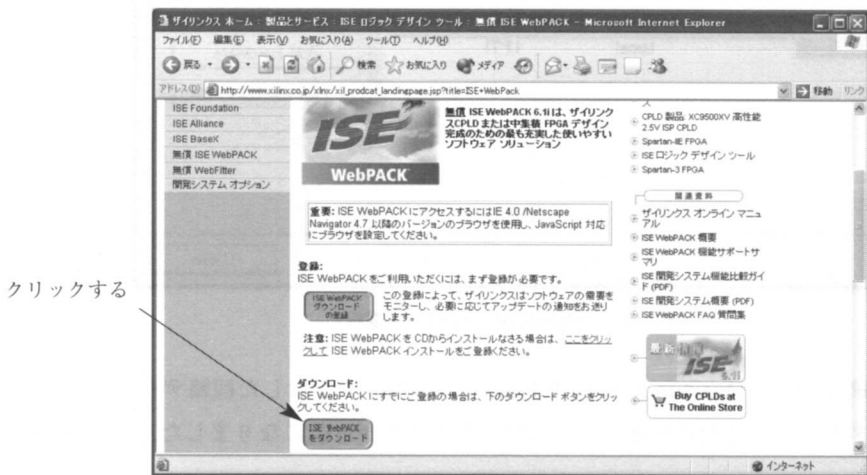 ザイリンクス ホーム : 製品とサービス : ISE ロジック デザイン ツール : 無償 ISE WebPACK - Microsoft Internet Explorer
ファイル(F) 編集(E) 表示(V) お気に入り(A) ツール(T) ヘルプ(H)
戻る 検索 お気に入り メディア
アドレス(D) http://www.xilinx.co.jp/xlnx/xil_prodcat_landingpage.jsp?title=ISE+WebPack 移動 リンク
ISE Foundation
ISE Alliance
ISE BaseX
無償 ISE WebPACK
無償 WebFitter
開発システム オプション
ISE
WebPACK
無償 ISE WebPACK 6.1i は、ザイリンク
スCPLD または中集積 FPGA デザイン
完成のための最も充実した使いやすい
ソフトウェア ソリューション
重要: ISE WebPACK にアクセスするにはIE 4.0 /Netscape
Navigator 4.7 以降のバージョンのブラウザを使用し、JavaScript 対応
にブラウザを設定してください。
登録:
ISE WebPACK をご利用いただくには、まず登録が必要です。
ISE WebPACK
ダウンロード
の登録
この登録によって、ザイリンクスはソフトウェアの需要を
モニターし、必要に応じてアップデートの通知をお送り
します。
注意: ISE WebPACK を CDからインストールなさる場合は、ここをクリッ
クして ISE WebPACK インストールをご登録ください。
ダウンロード:
ISE WebPACK にすでにご登録の場合は、下のダウンロード ボタンをクリッ
クしてください。
ISE WebPACK
をダウンロード
クリックする
ス
CPLD 製品 XC9500XV 高性能
2.5V ISP CPLD
Spartan-IIE FPGA
ISE ロジック デザイン ツール
Spartan-3 FPGA
関連資料
ザイリンクス オンライン マニュ
アル
ISE WebPACK 概要
ISE WebPACK 機能サポートサ
マリ
ISE 開発システム機能比較ガイ
ド (PDF)
ISE 開発システム概要 (PDF)
ISE WebPACK FAQ 質問集
最新情報
ISE
6.1i
Buy CPLDs at
The Online Store
インターネット